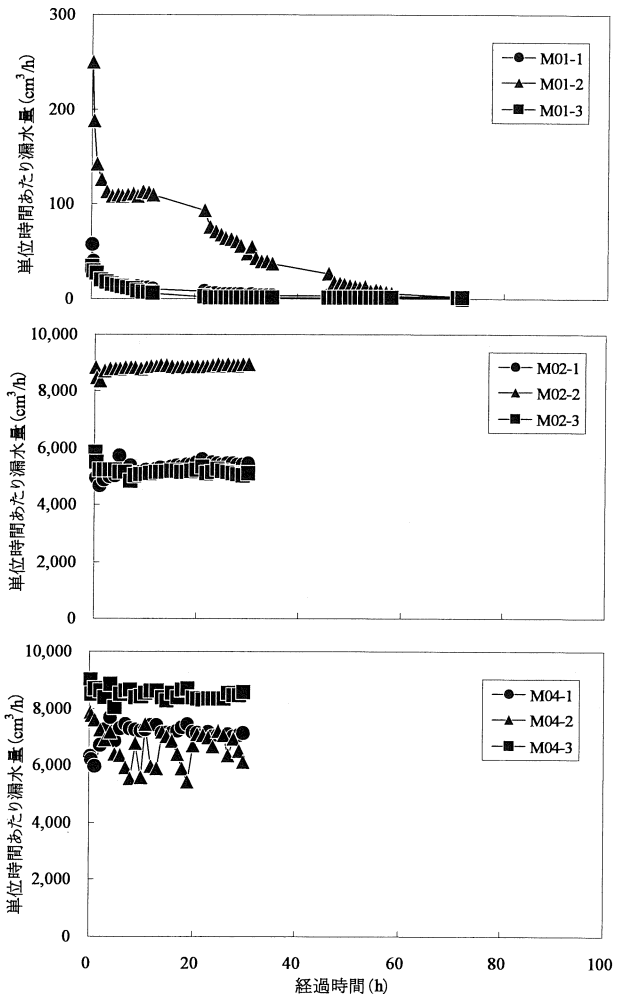 単位時間あたり漏水量(cm³/h)
300
200
100
0
M01-1
M01-2
M01-3
単位時間あたり漏水量(cm³/h)
10,000
8,000
6,000
4,000
2,000
0
M02-1
M02-2
M02-3
単位時間あたり漏水量(cm³/h)
10,000
8,000
6,000
4,000
2,000
0
M04-1
M04-2
M04-3
0 20 40 60 80 100
経過時間(h)